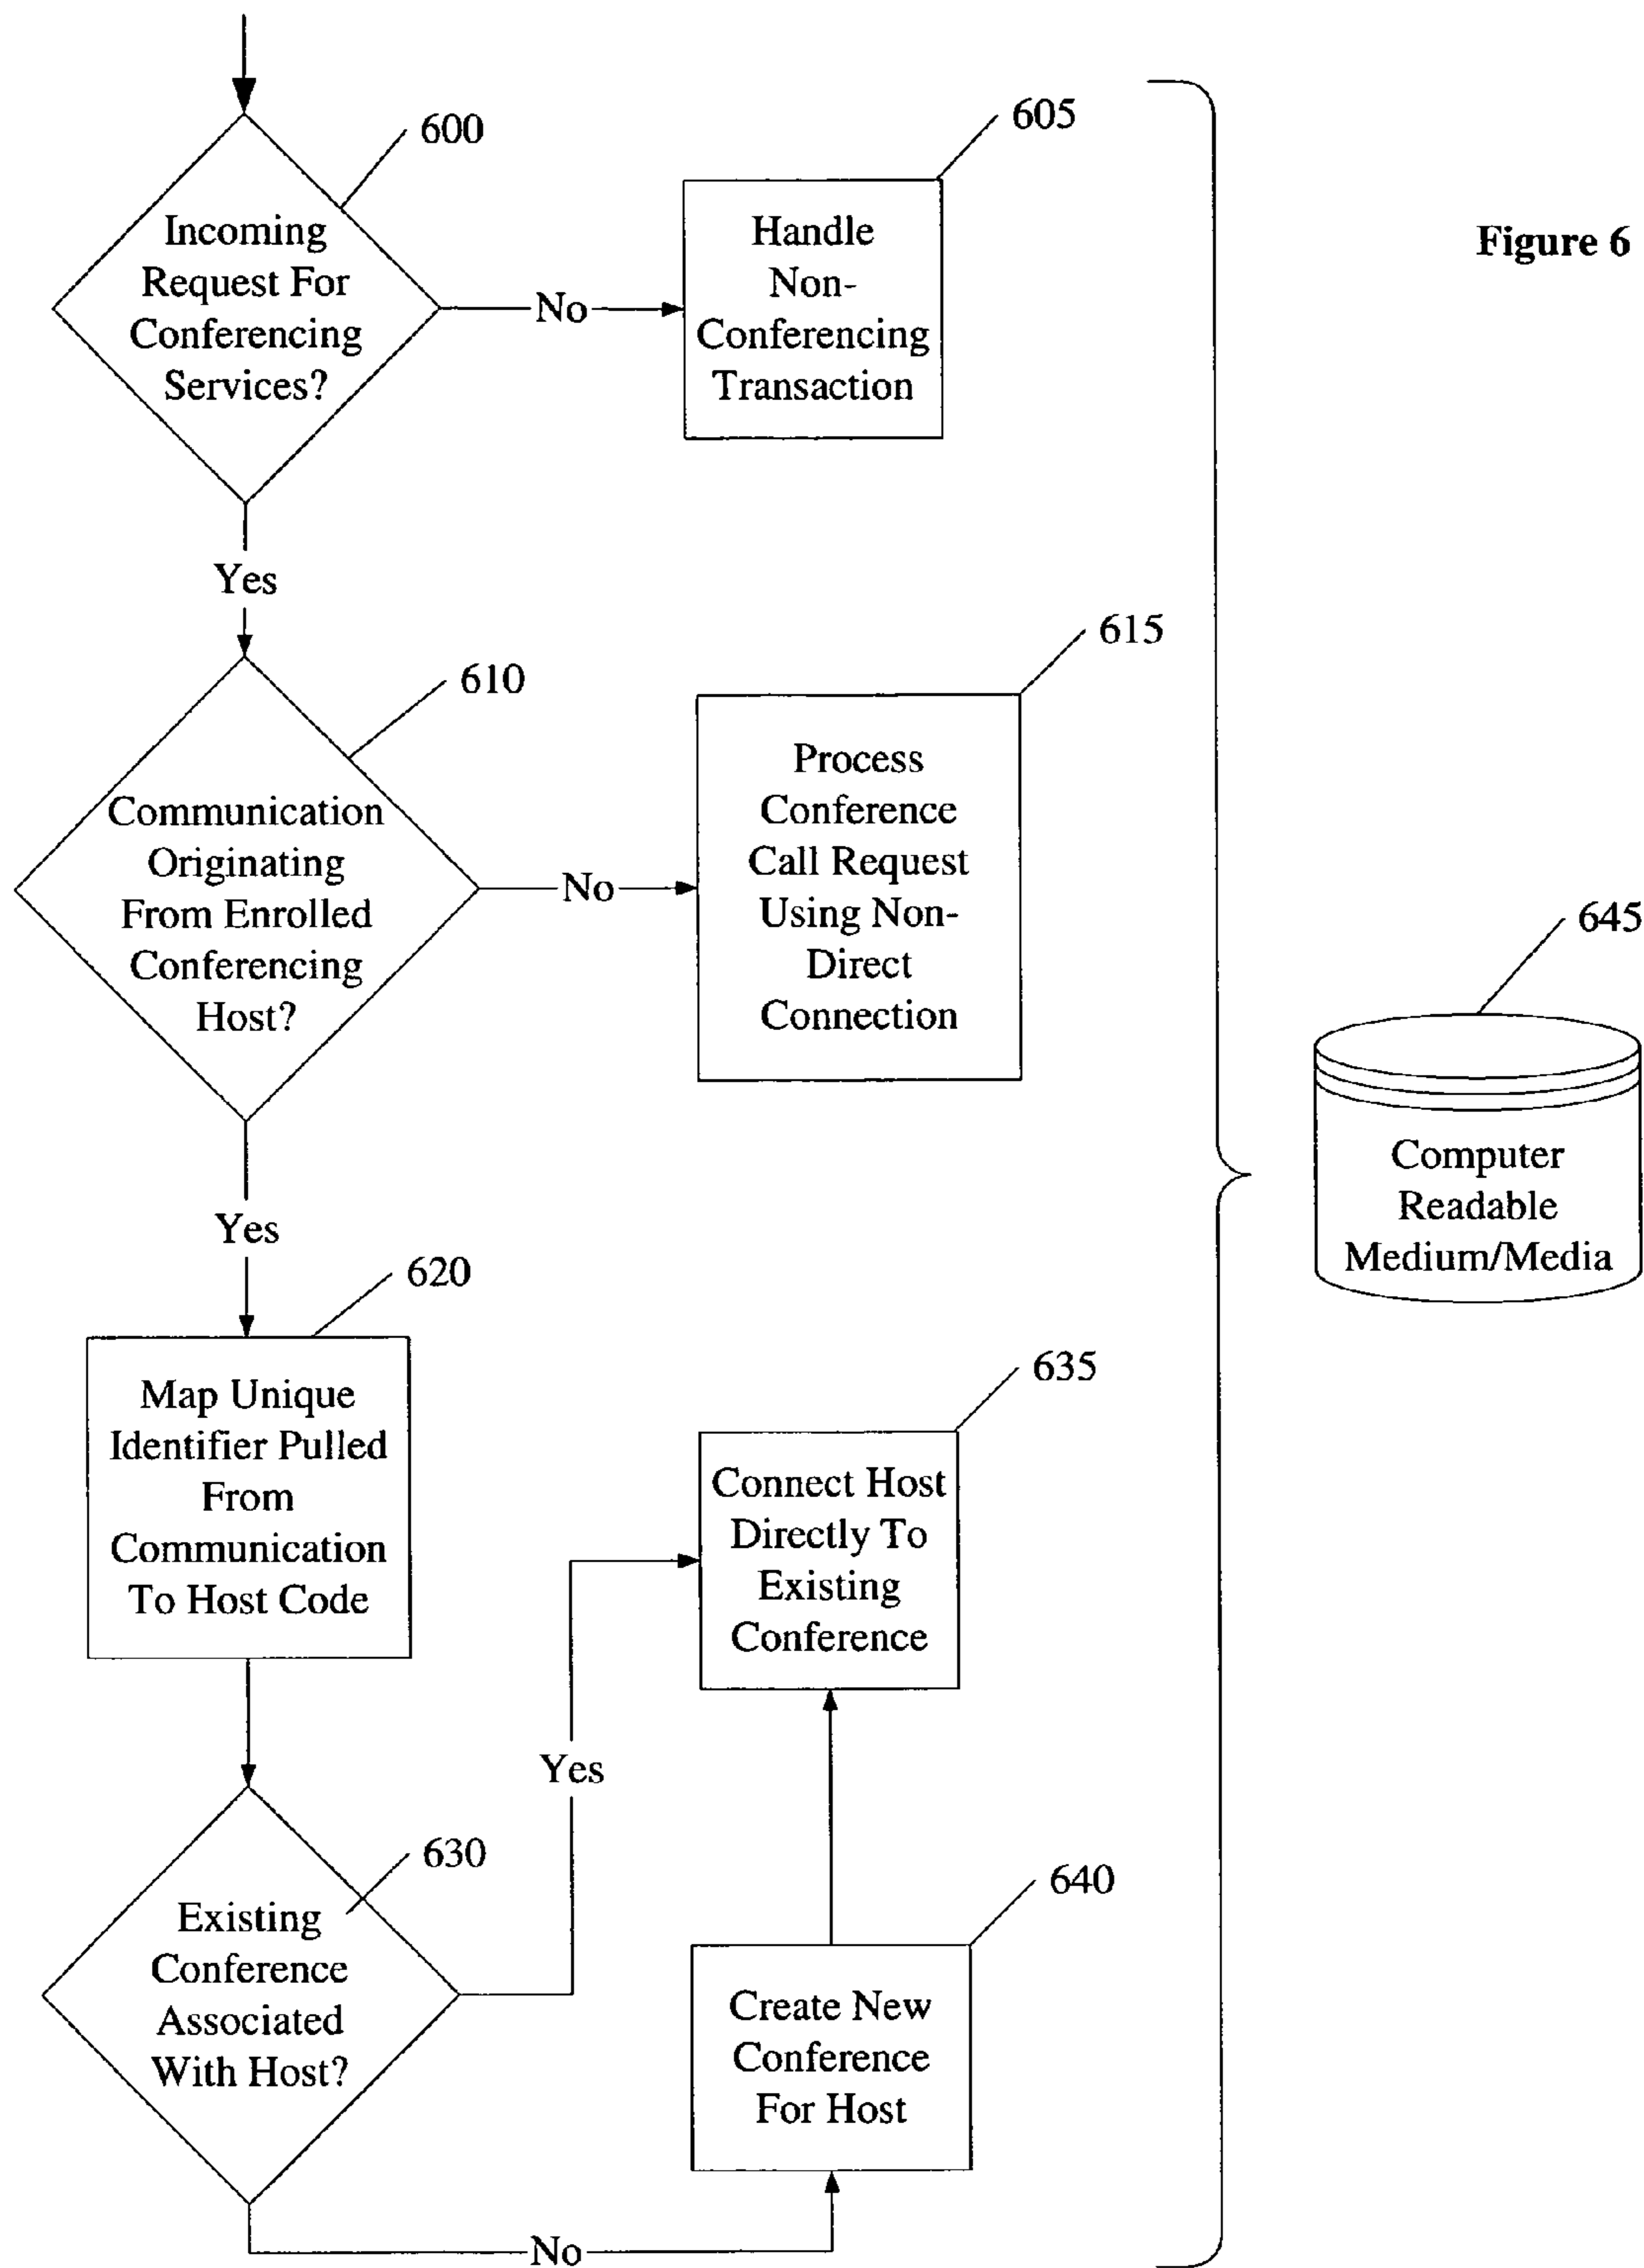 600
Incoming
Request For
Conferencing
Services?
No
605
Handle
Non-
Conferencing
Transaction
Figure 6
Yes
610
Communication
Originating
From Enrolled
Conferencing
Host?
No
615
Process
Conference
Call Request
Using Non-
Direct
Connection
645
Computer
Readable
Medium/Media
Yes
620
Map Unique
Identifier Pulled
From
Communication
To Host Code
635
Connect Host
Directly To
Existing
Conference
Yes
630
Existing
Conference
Associated
With Host?
640
Create New
Conference
For Host
No